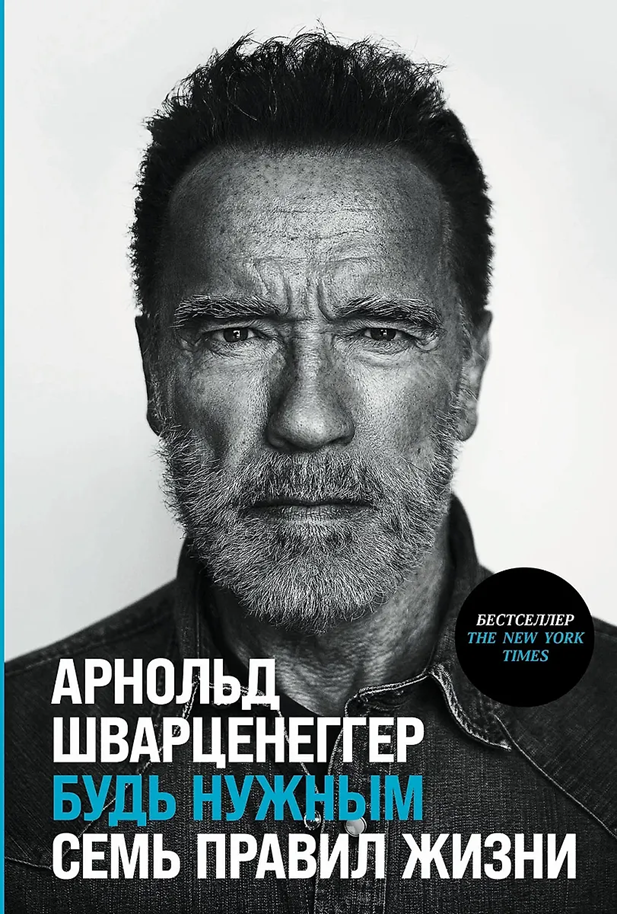 БЕСТСЕЛЛЕР
THE NEW YORK
TIMES
АРНОЛЬД
ШВАРЦЕНЕГГЕР
БУДЬ НУЖНЫМ
СЕМЬ ПРАВИЛ ЖИЗНИ